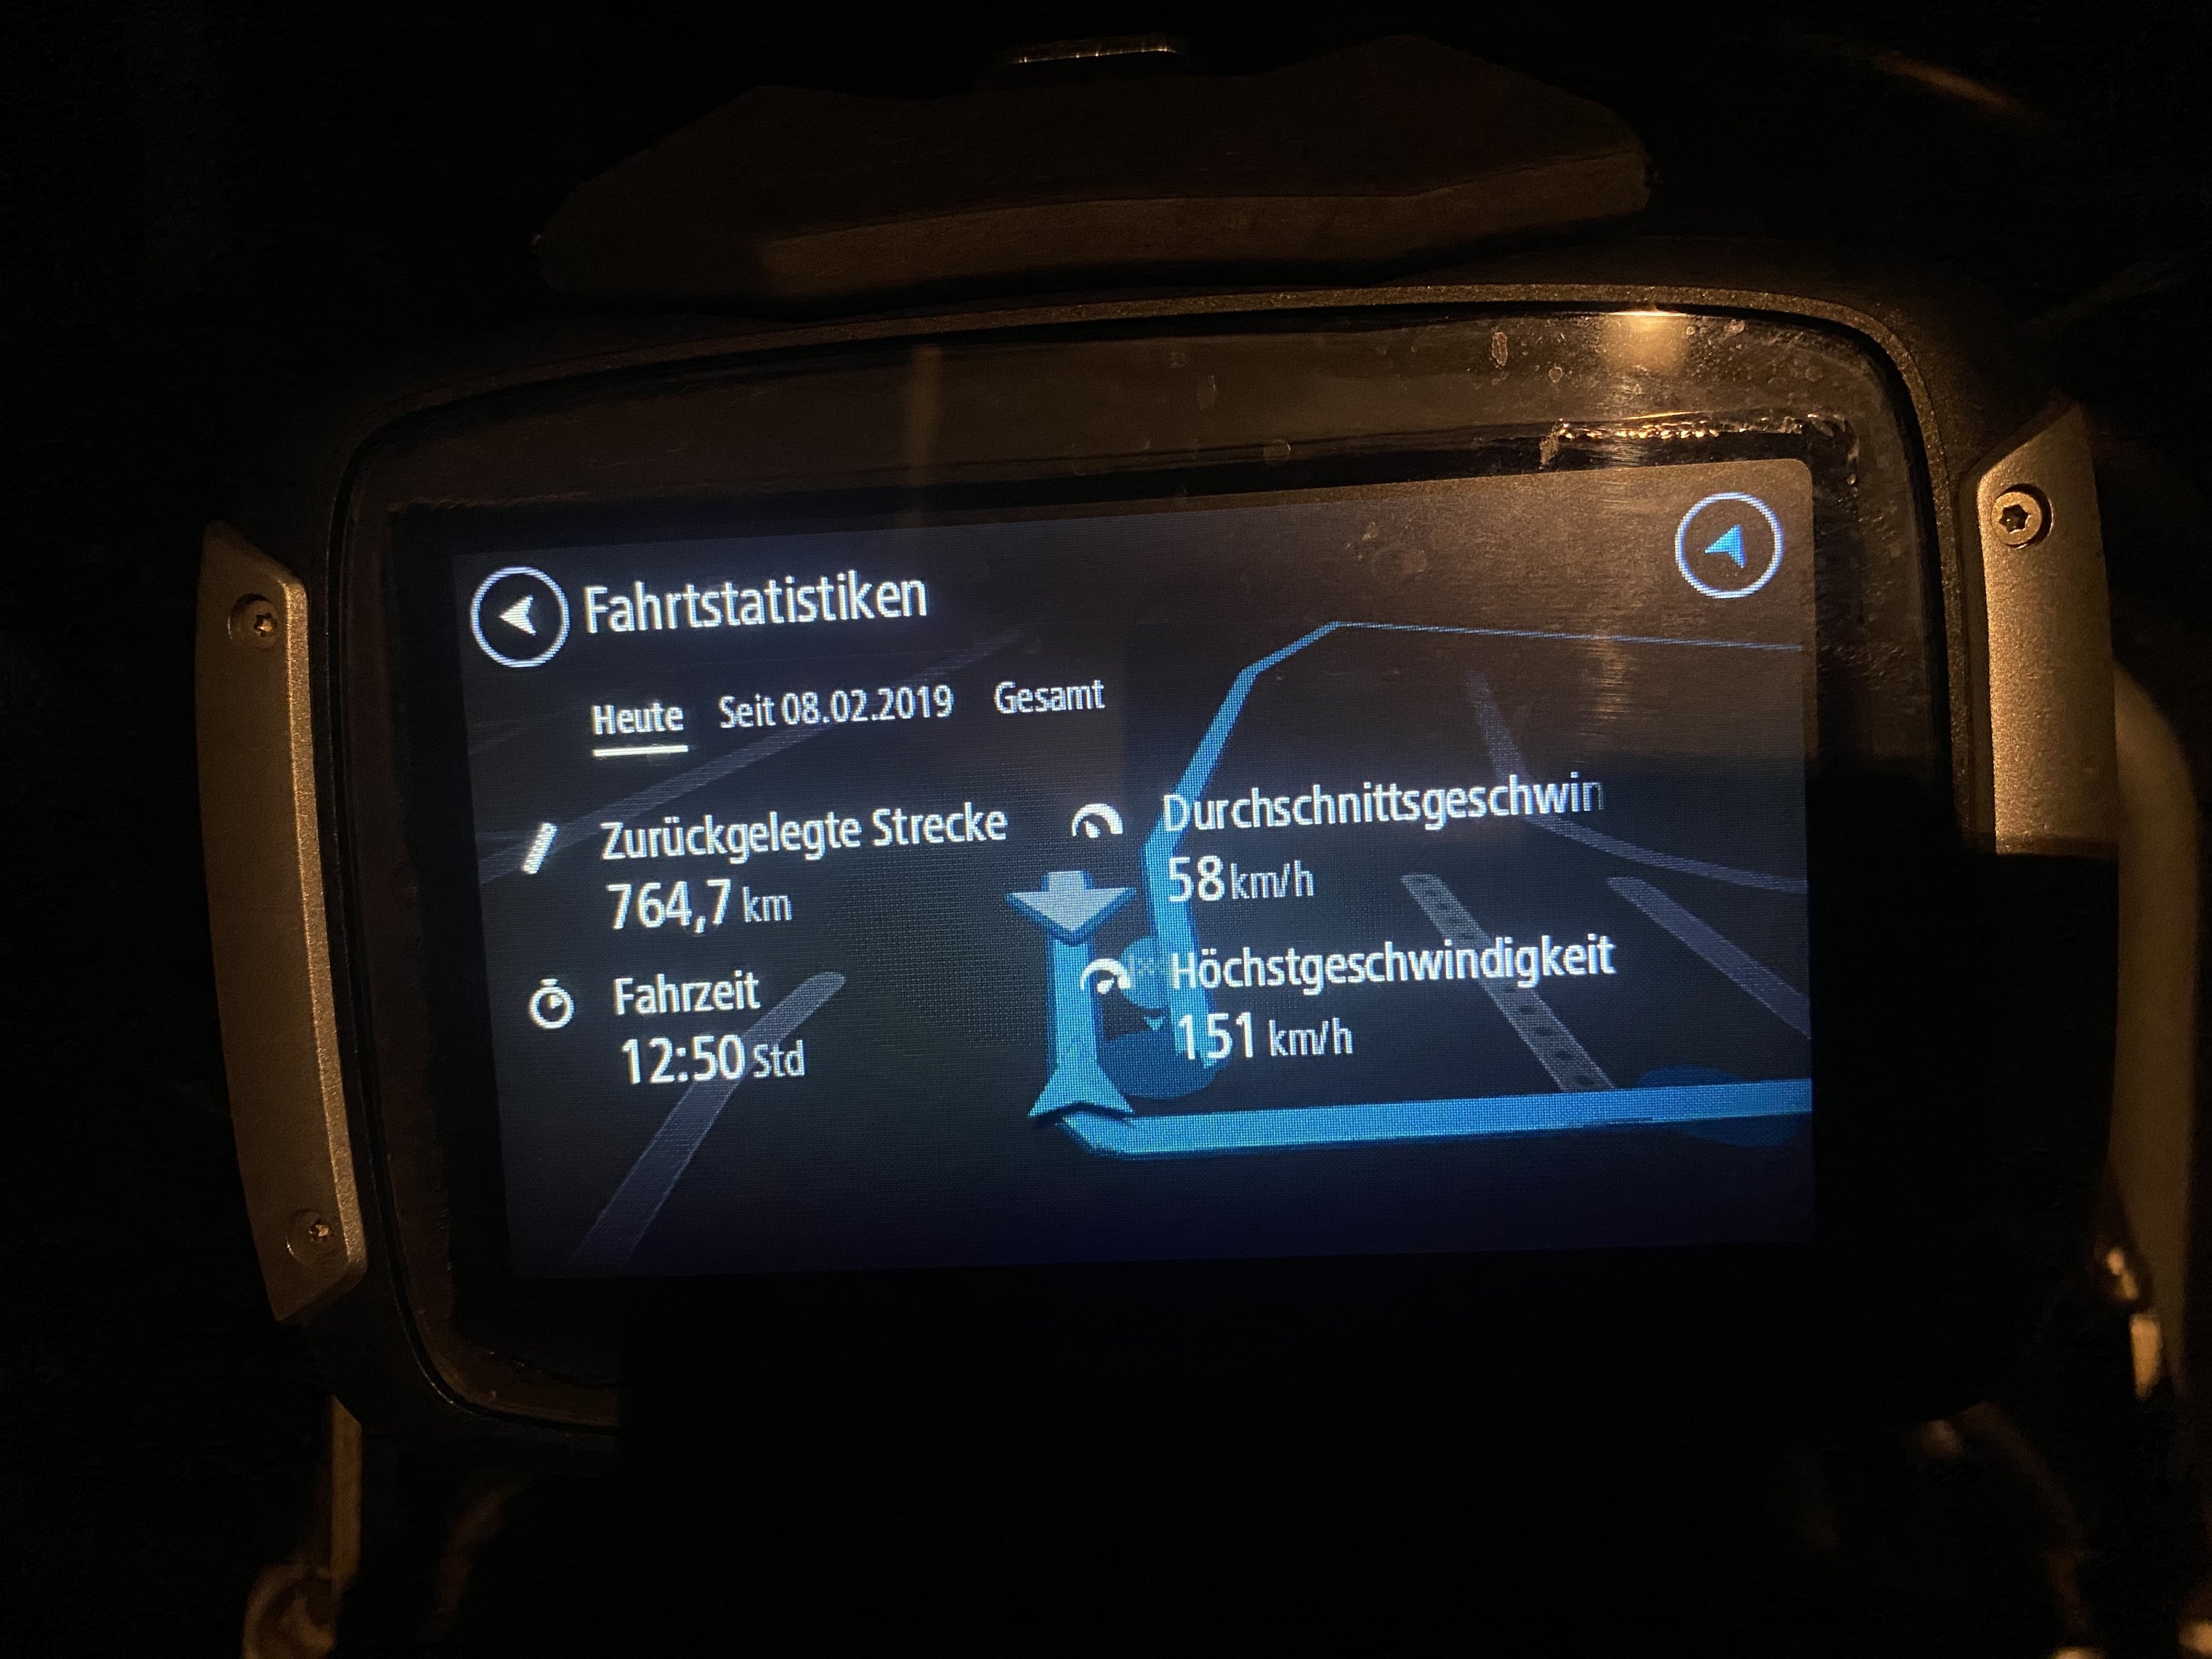 Fahrtstatistiken
Heute Seit 08.02.2019 Gesamt
Zurückgelegte Strecke
764,7 km
Fahrzeit
12:50 Std
Durchschnittsgeschwin
58 km/h
Höchstgeschwindigkeit
151 km/h